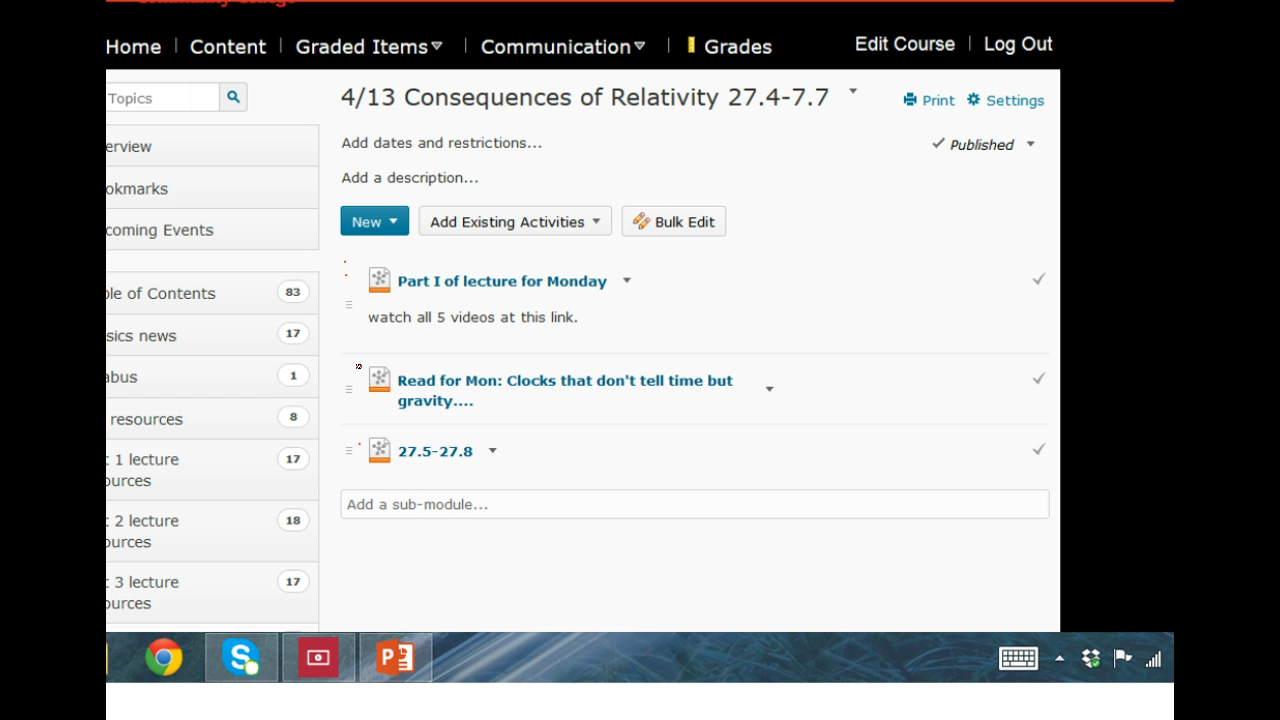 Community College
Home | Content | Graded Items | Communication | Grades
Edit Course | Log Out
Topics
4/13 Consequences of Relativity 27.4-7.7
Print Settings
Add dates and restrictions...
Published
Add a description...
New Add Existing Activities Bulk Edit
erview
okmarks
coming Events
ble of Contents 83
sics news 17
abus 1
resources 8
1 lecture 17
ources
2 lecture 18
ources
3 lecture 17
ources
Part I of lecture for Monday
watch all 5 videos at this link.
Read for Mon: Clocks that don't tell time but
gravity....
27.5-27.8
Add a sub-module...